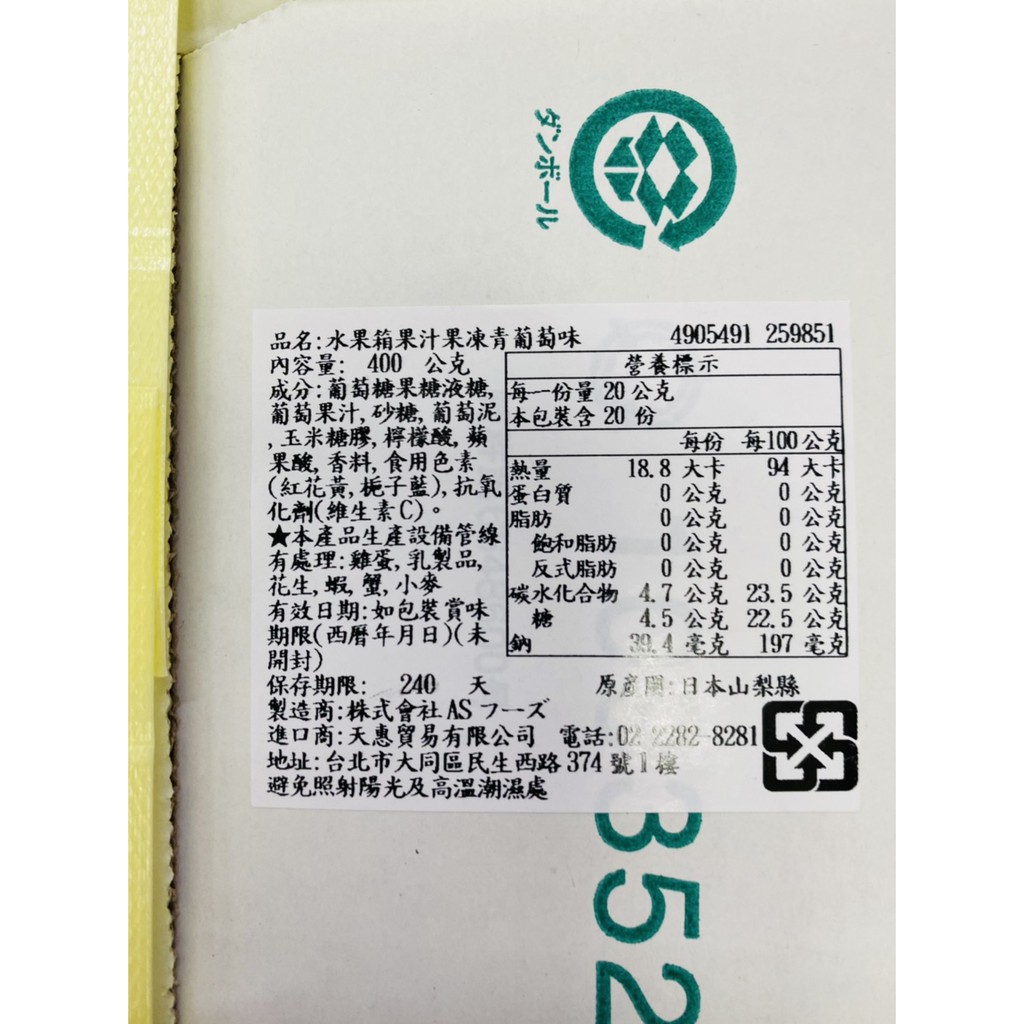 ダンボール
品名:水果箱果汁果凍青葡萄味 4905491 259851
內容量: 400 公克
成分:葡萄糖果糖液糖,
葡萄果汁,砂糖,葡萄泥
,玉米糖膠,檸檬酸,蘋
果酸,香料,食用色素
(紅花黃,梔子藍),抗氧
化劑(維生素C)。
★本產品生產設備管線
有處理:雞蛋,乳製品,
花生,蝦,蟹,小麥
有效日期:如包裝賞味
期限(西曆年月日)(未
開封)
營養標示
每一份量 20 公克
本包裝含 20 份
每份 每100公克
熱量 18.8 大卡 94 大卡
蛋白質 0 公克 0 公克
脂肪 0 公克 0 公克
飽和脂肪 0 公克 0 公克
反式脂肪 0 公克 0 公克
碳水化合物 4.7 公克 23.5 公克
糖 4.5 公克 22.5 公克
鈉 39.4 毫克 197 毫克
保存期限: 240 天 原產國:日本山梨縣
製造商:株式會社ASフーズ
進口商:天惠貿易有限公司 電話:02-2282-8281
地址:台北市大同區民生西路374號1樓
避免照射陽光及高溫潮濕處
352